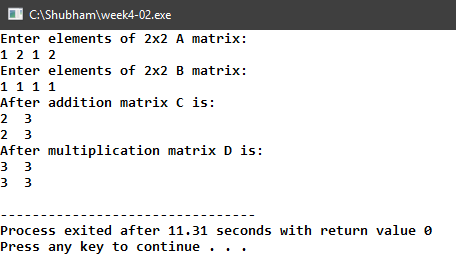 C:\Shubham\week4-02.exe
Enter elements of 2x2 A matrix:
1 2 1 2
Enter elements of 2x2 B matrix:
1 1 1 1
After addition matrix C is:
2  3
2  3
After multiplication matrix D is:
3  3
3  3
--------------------------------
Process exited after 11.31 seconds with return value 0
Press any key to continue . . .